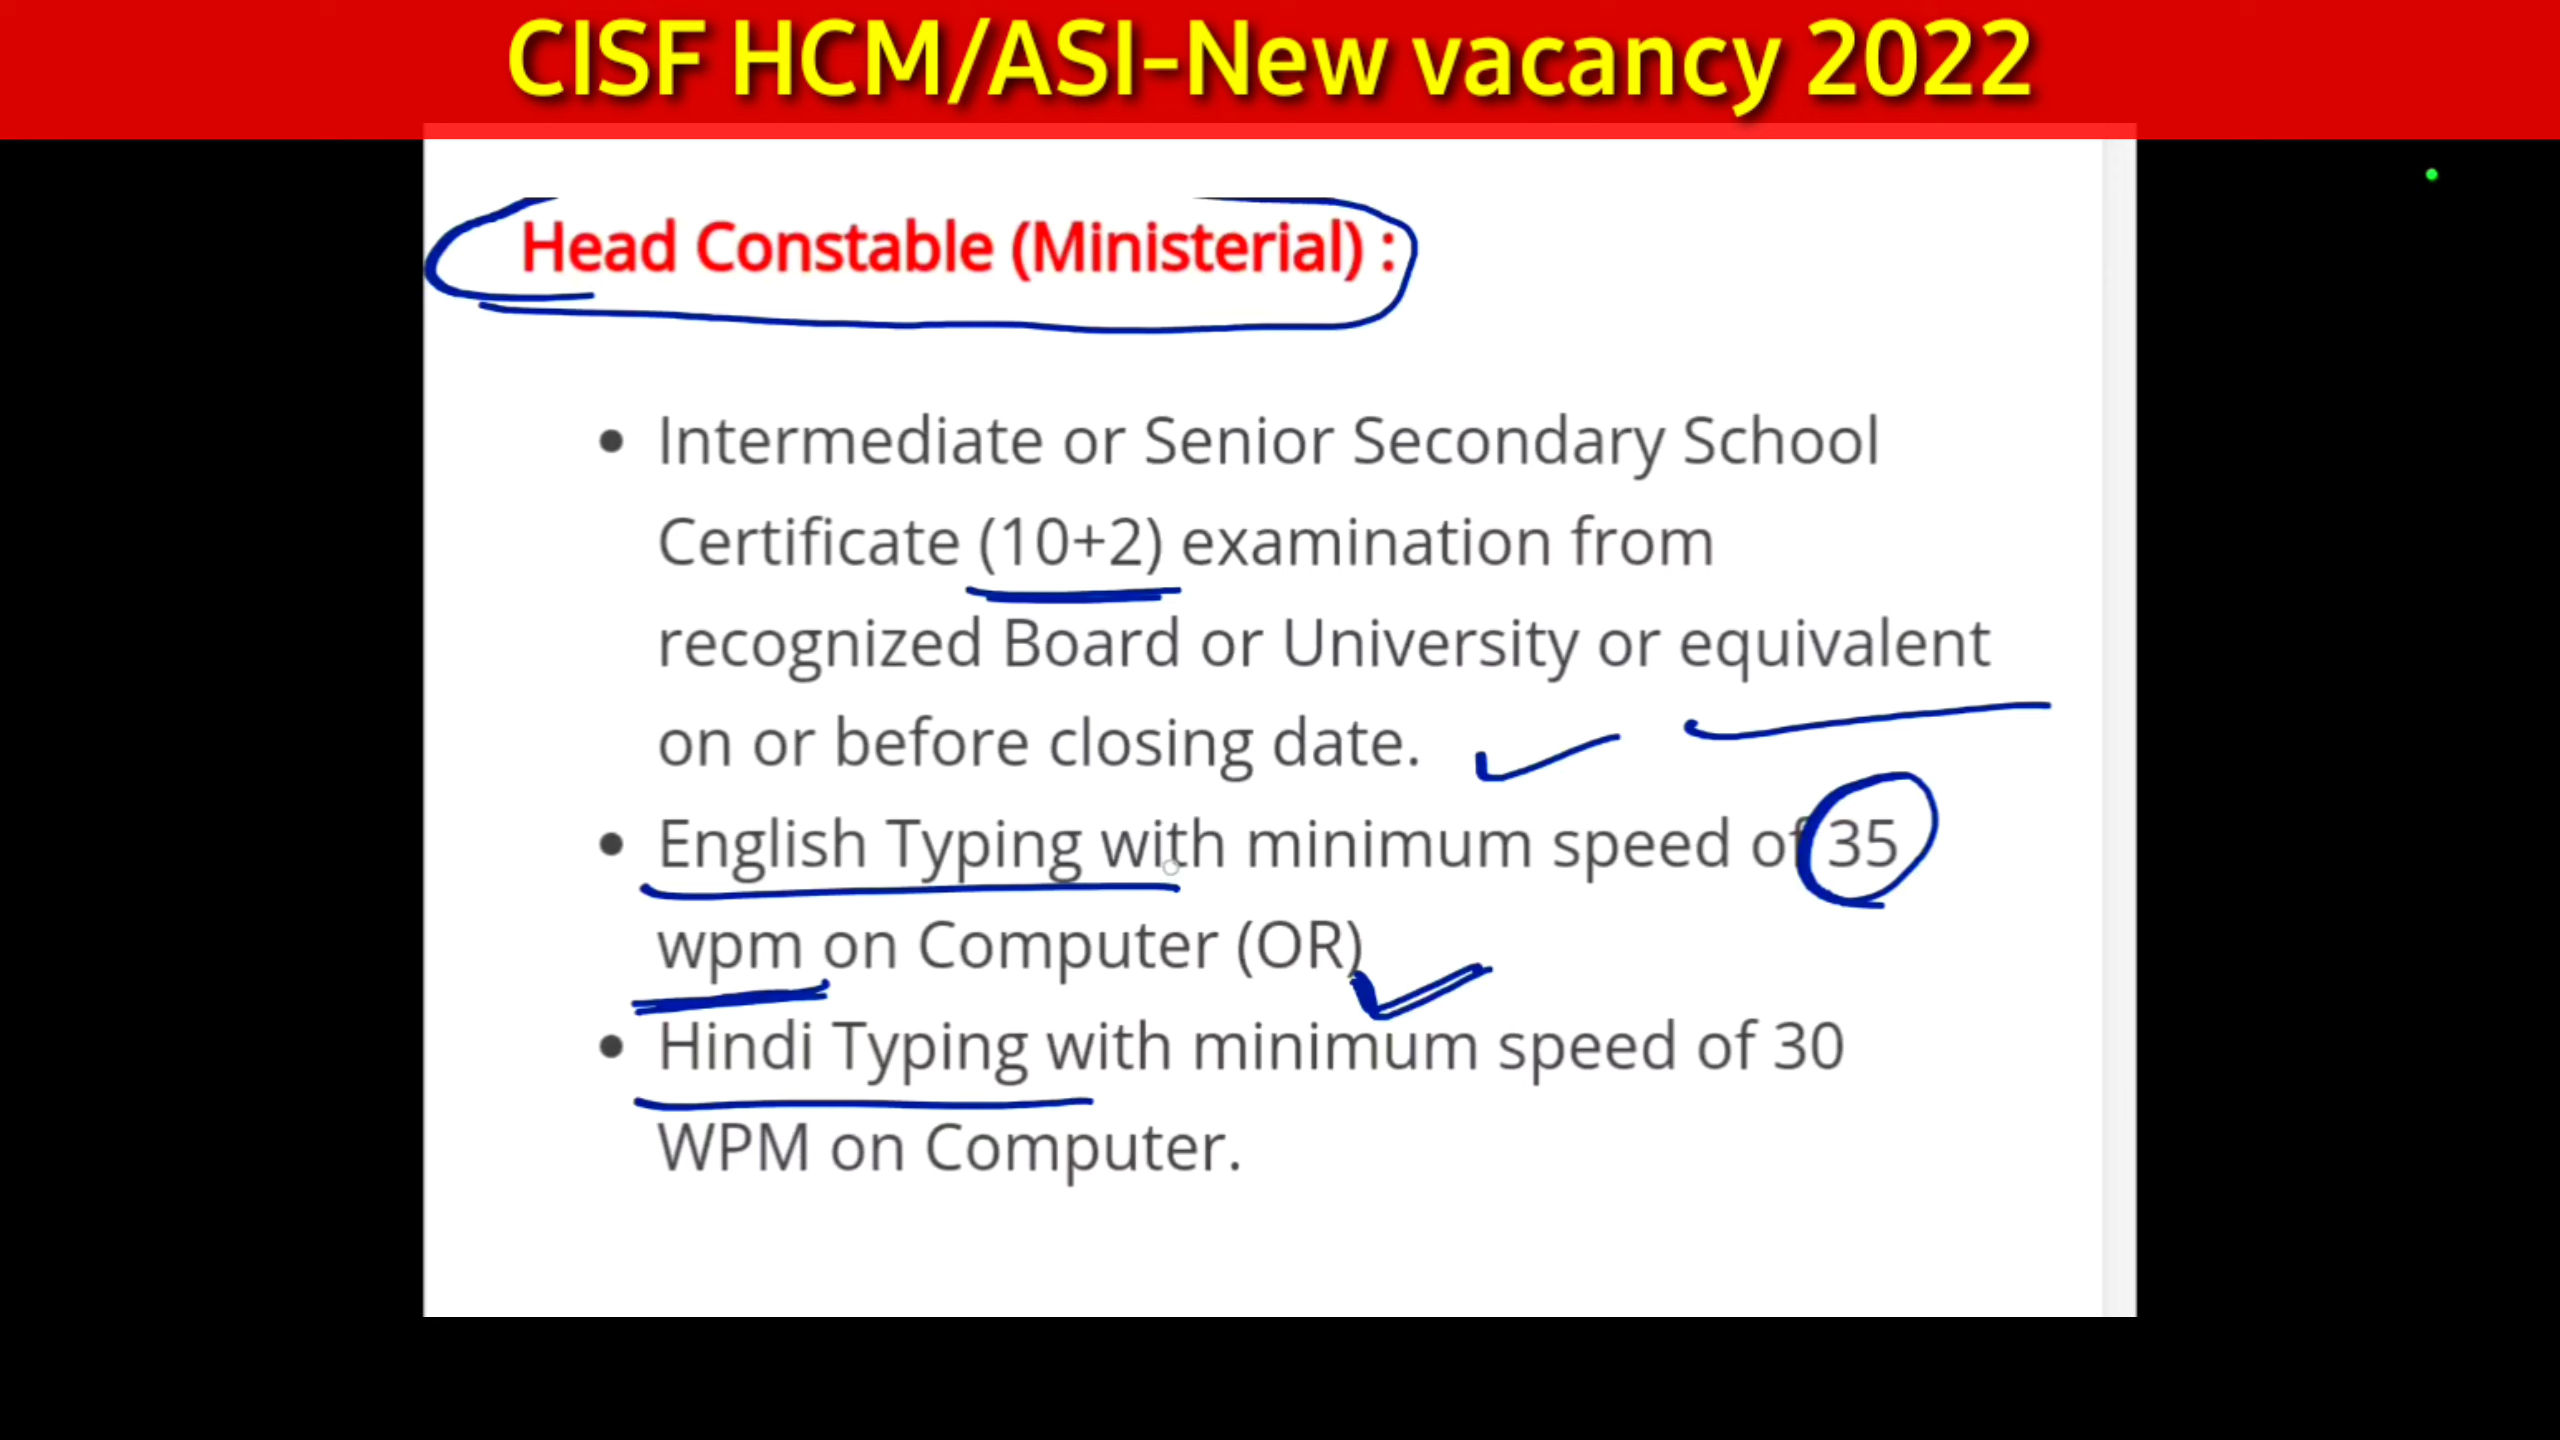 CISF HCM/ASI-New vacancy 2022
Head Constable (Ministerial) :
• Intermediate or Senior Secondary School
Certificate (10+2) examination from
recognized Board or University or equivalent
on or before closing date.
• English Typing with minimum speed of 35
wpm on Computer (OR)
• Hindi Typing with minimum speed of 30
WPM on Computer.